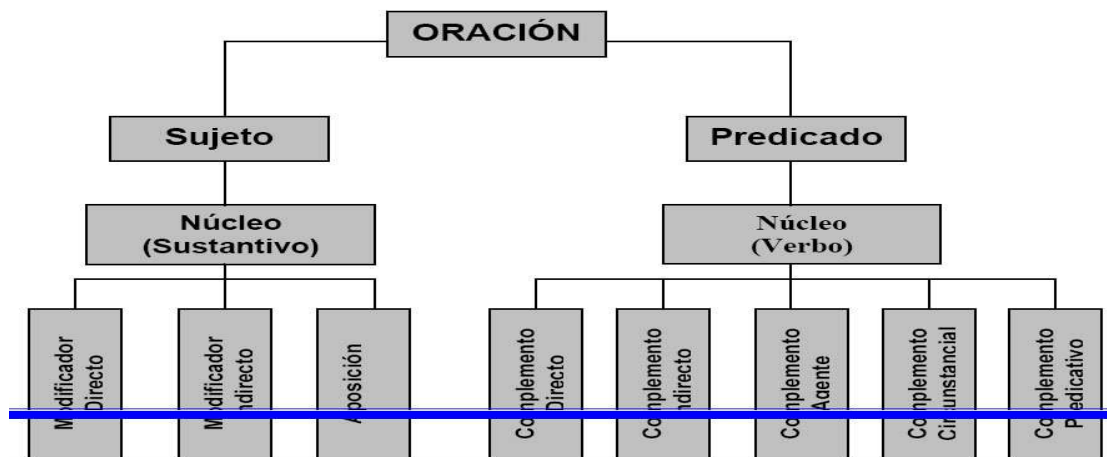 ORACIÓN
Sujeto
Predicado
Núcleo
(Sustantivo)
Núcleo
(Verbo)
Modificador
Directo
Modificador
Indirecto
Aposición
Complemento
Directo
Complemento
Indirecto
Complemento
Agente
Complemento
Circunstancial
Complemento
Predicativo